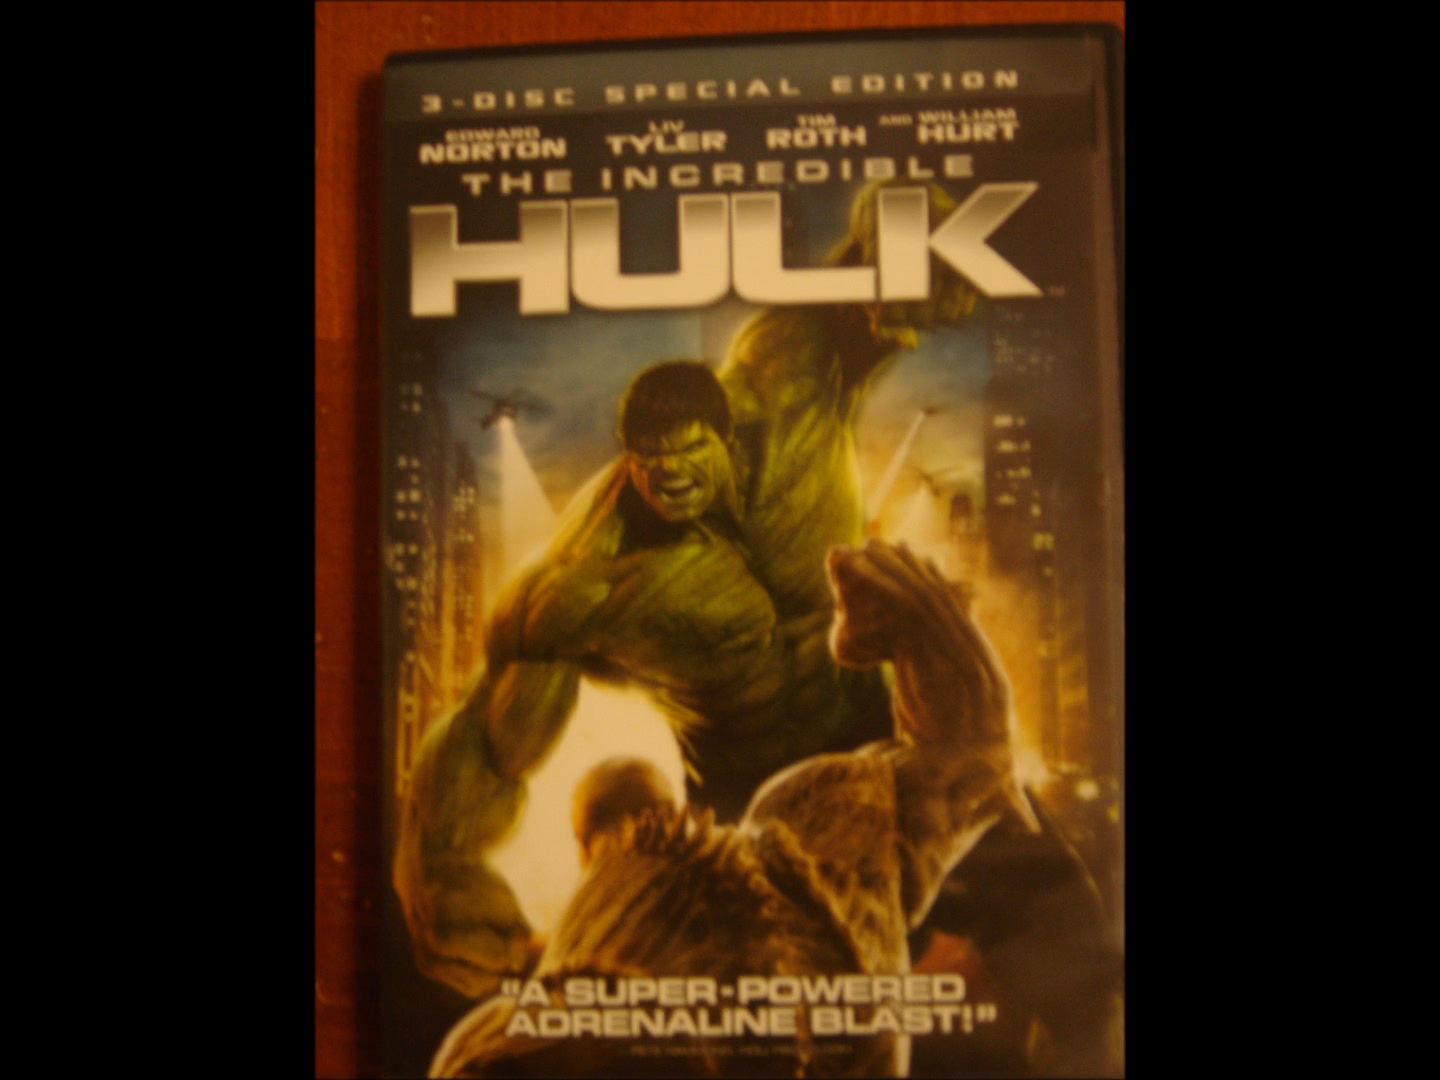 3-DISC SPECIAL EDITION
EDWARD NORTON LIV TYLER TIM ROTH AND WILLIAM HURT
THE INCREDIBLE
HULK™
"A SUPER-POWERED
ADRENALINE BLAST!"